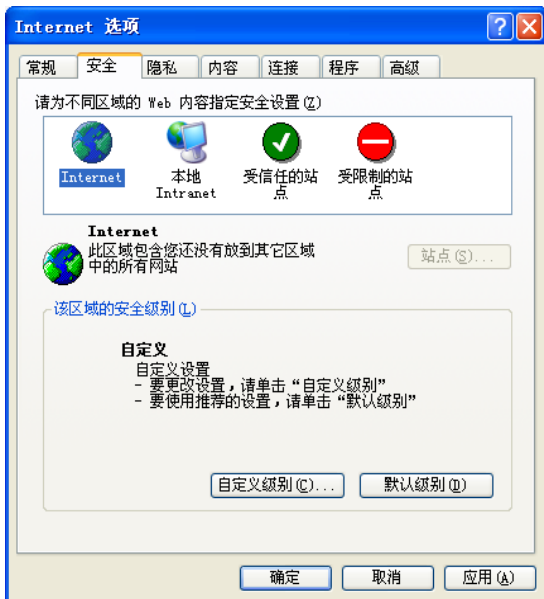 Internet 选项
常规 安全 隐私 内容 连接 程序 高级
请为不同区域的 Web 内容指定安全设置(Z)
Internet 本地 受信任的站 受限制的站
Intranet 点 点
Internet
此区域包含您还没有放到其它区域
中的所有网站
站点(S)...
该区域的安全级别(L)
自定义
自定义设置
- 要更改设置，请单击“自定义级别”
- 要使用推荐的设置，请单击“默认级别”
自定义级别(C)... 默认级别(D)
确定 取消 应用(A)